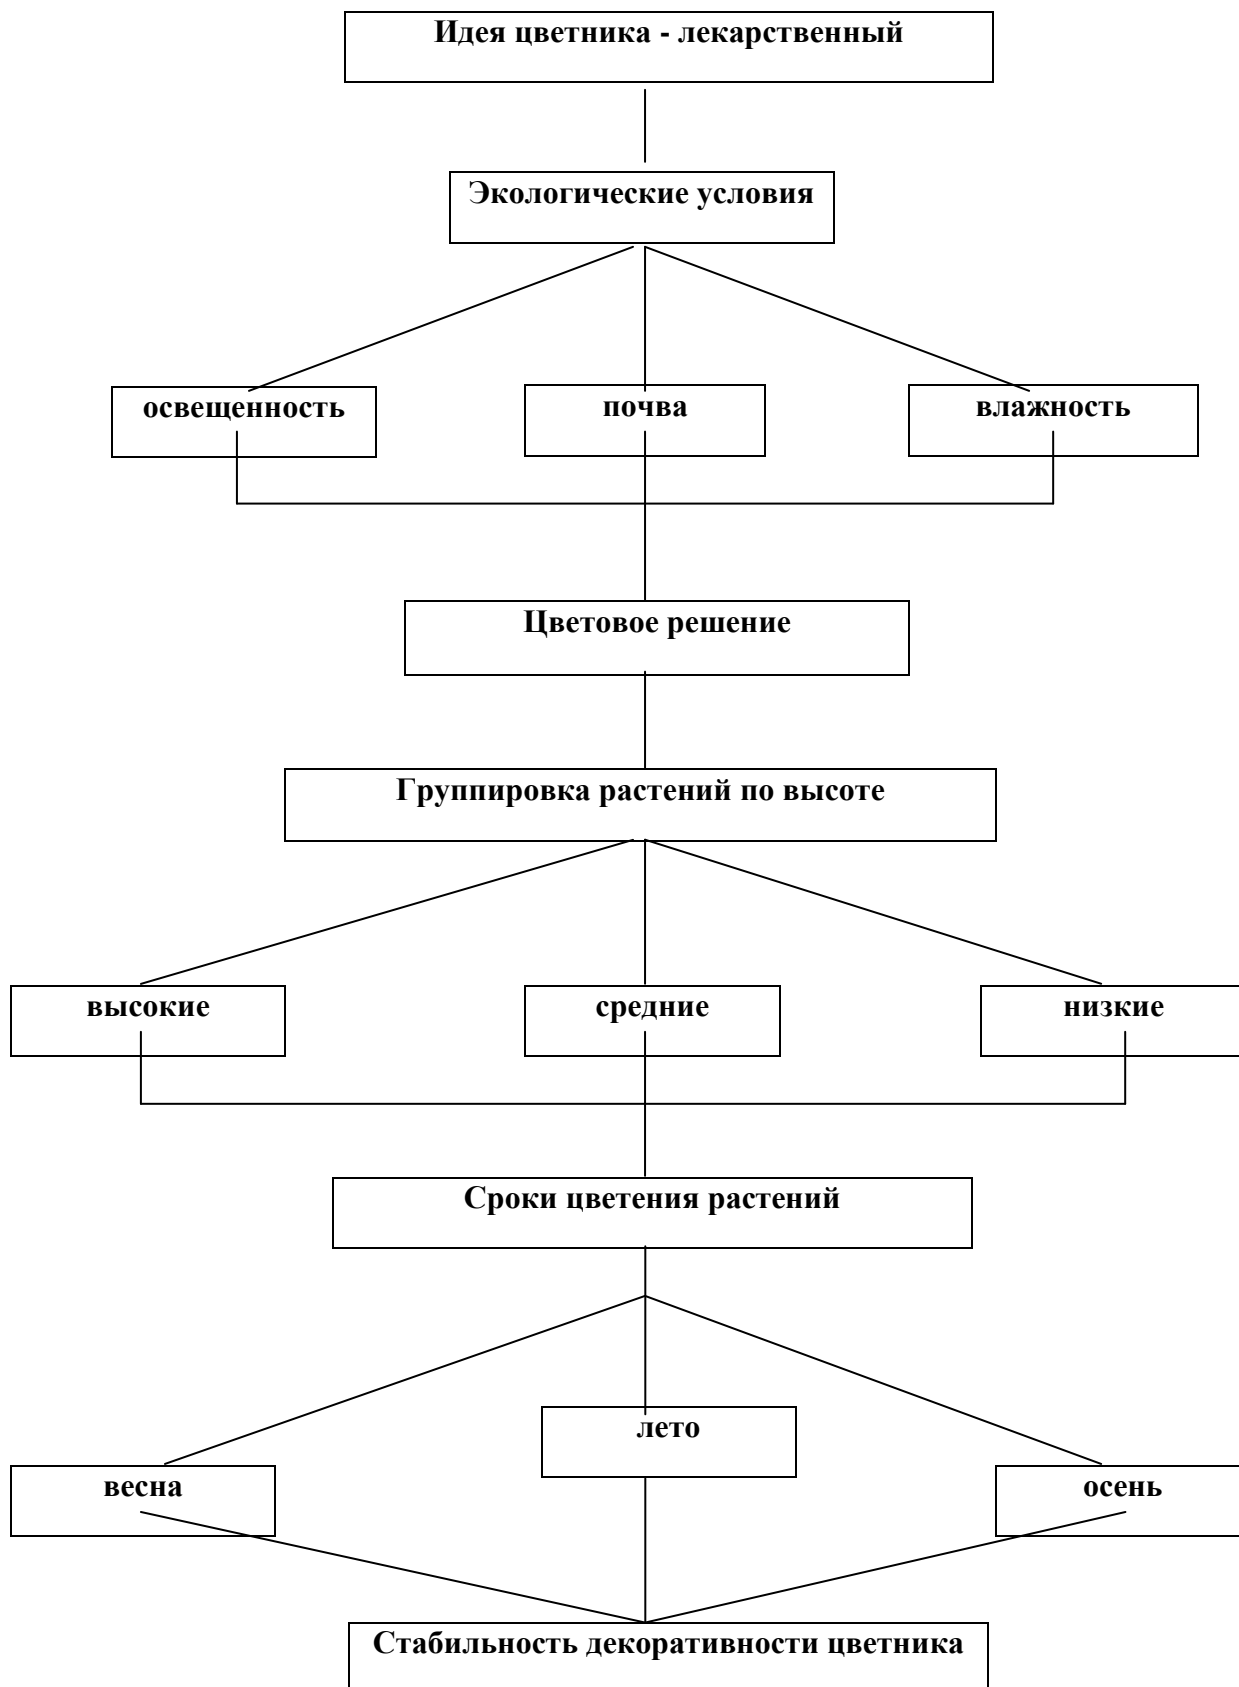 Идея цветника - лекарственный
Экологические условия
освещенность
почва
влажность
Цветовое решение
Группировка растений по высоте
высокие
средние
низкие
Сроки цветения растений
лето
весна
осень
Стабильность декоративности цветника